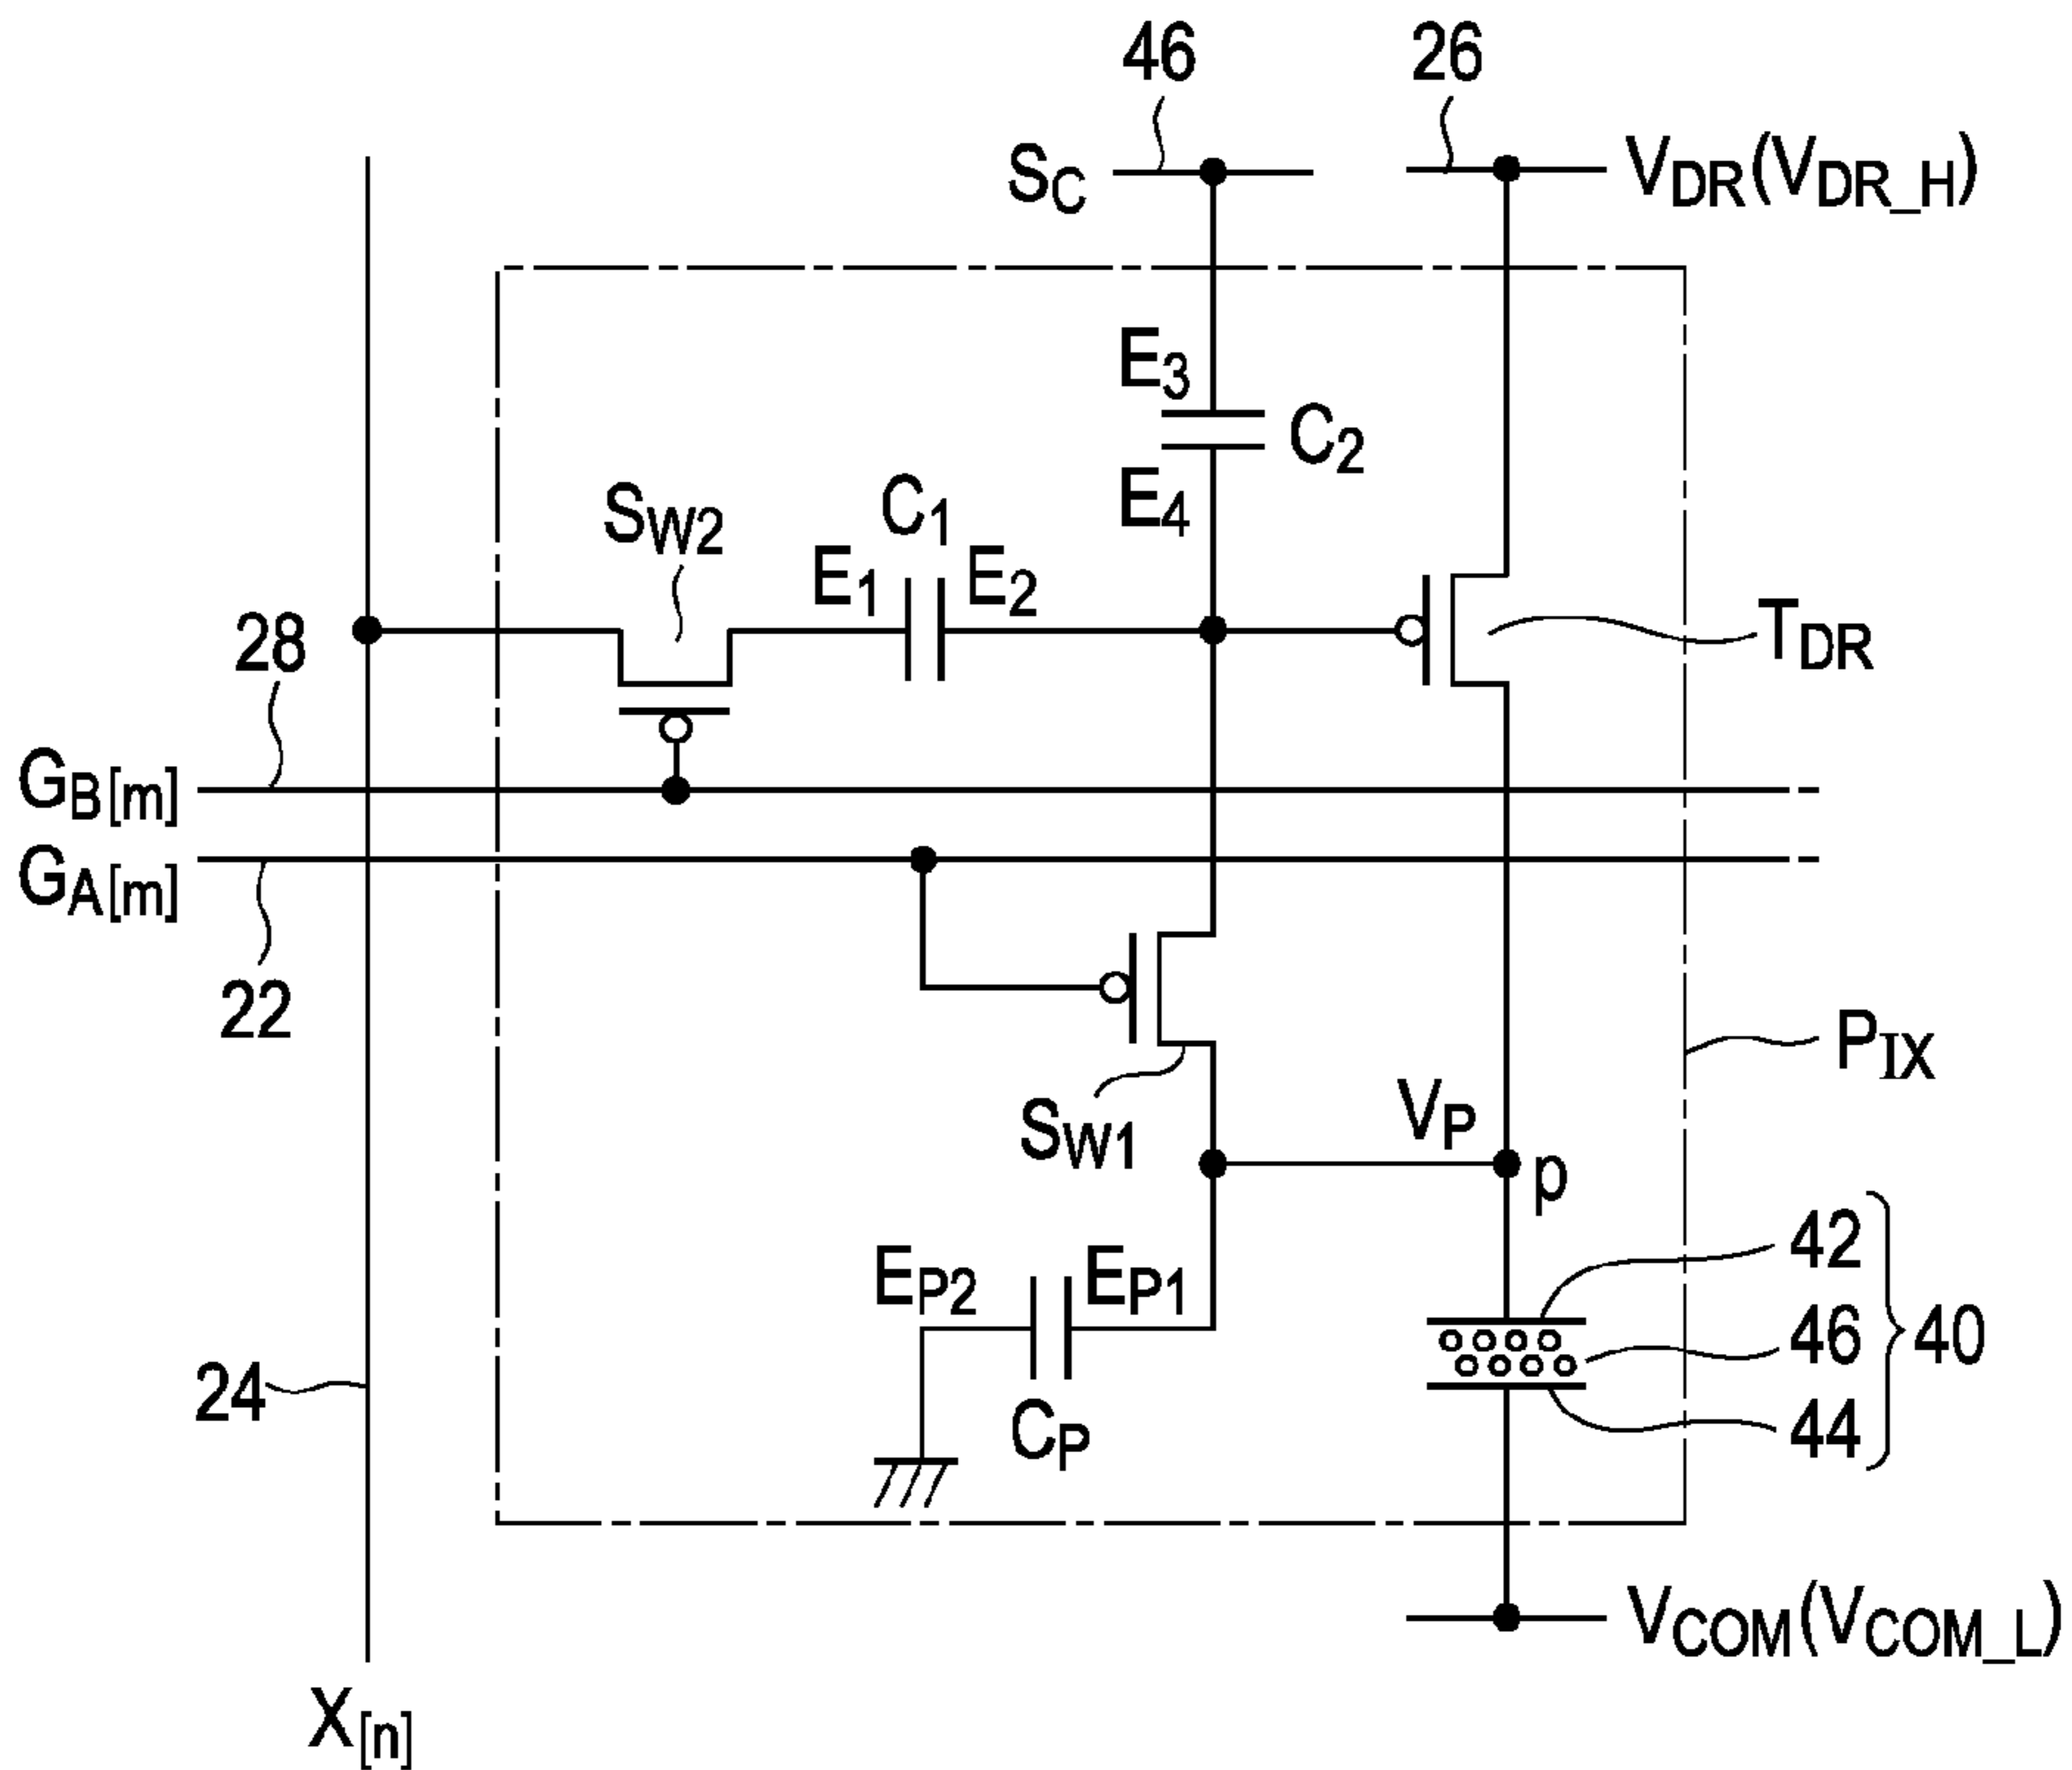 46
26
SC
VDR(VDR_H)
E3
C2
E4
SW2
C1
E1
E2
28
TDR
GB[m]
GA[m]
22
SW1
PIX
VP
p
EP2
EP1
42
46
40
44
24
CP
VCOM(VCOM_L)
X[n]